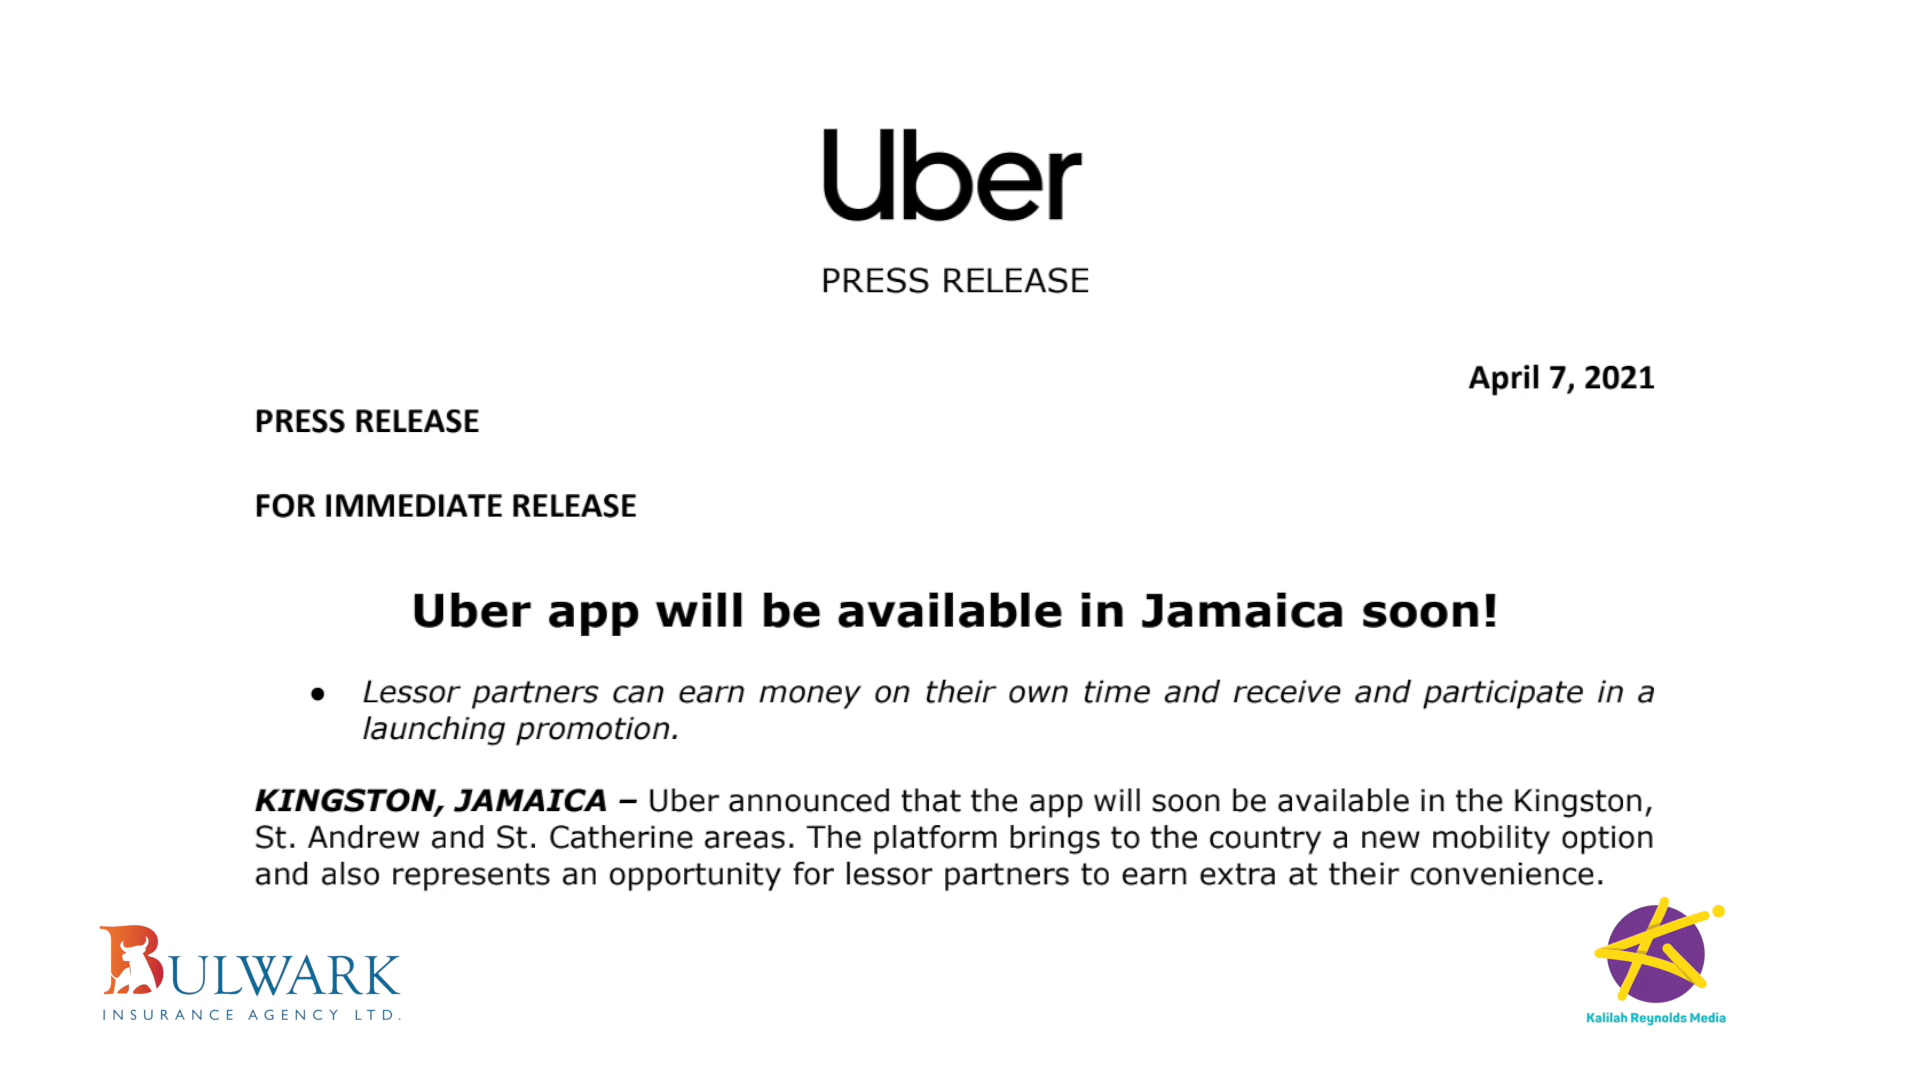 Uber
PRESS RELEASE
April 7, 2021
PRESS RELEASE
FOR IMMEDIATE RELEASE
Uber app will be available in Jamaica soon!
● Lessor partners can earn money on their own time and receive and participate in a
launching promotion.
KINGSTON, JAMAICA – Uber announced that the app will soon be available in the Kingston,
St. Andrew and St. Catherine areas. The platform brings to the country a new mobility option
and also represents an opportunity for lessor partners to earn extra at their convenience.
BULWARK
INSURANCE AGENCY LTD.
Kalilah Reynolds Media